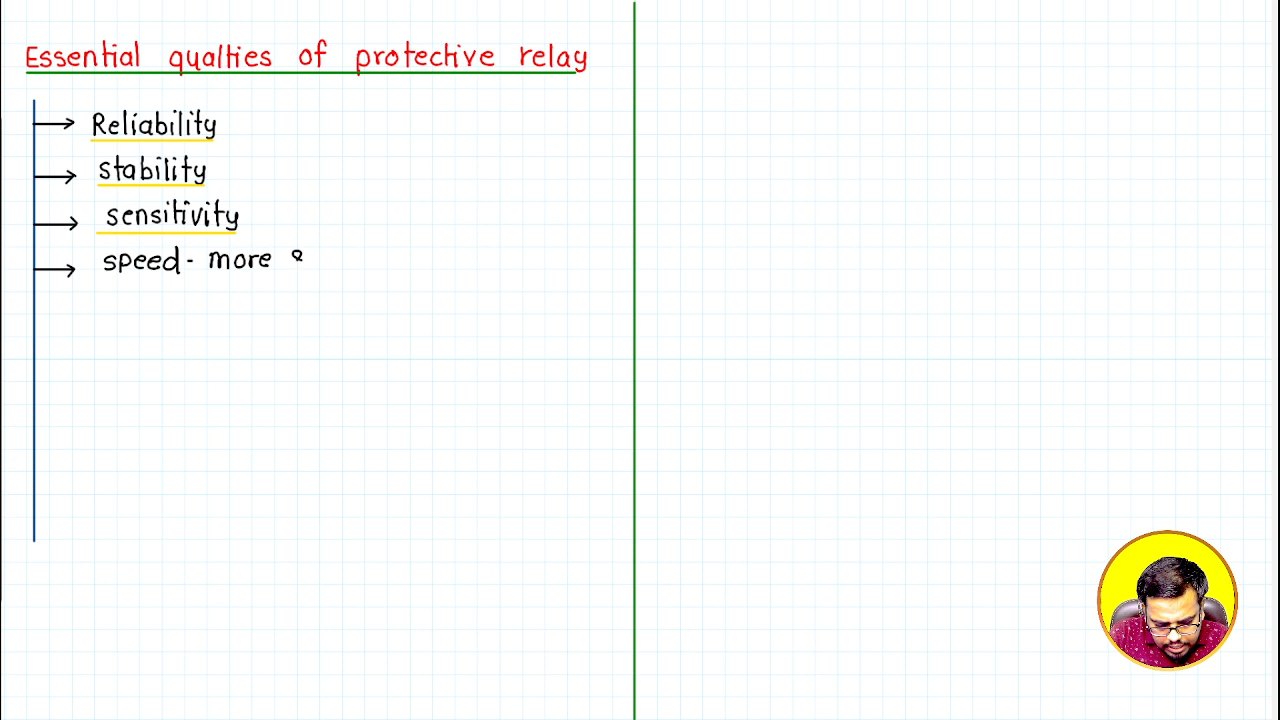 Essential qualties of protective relay
Reliability
stability
sensitivity
speed- more